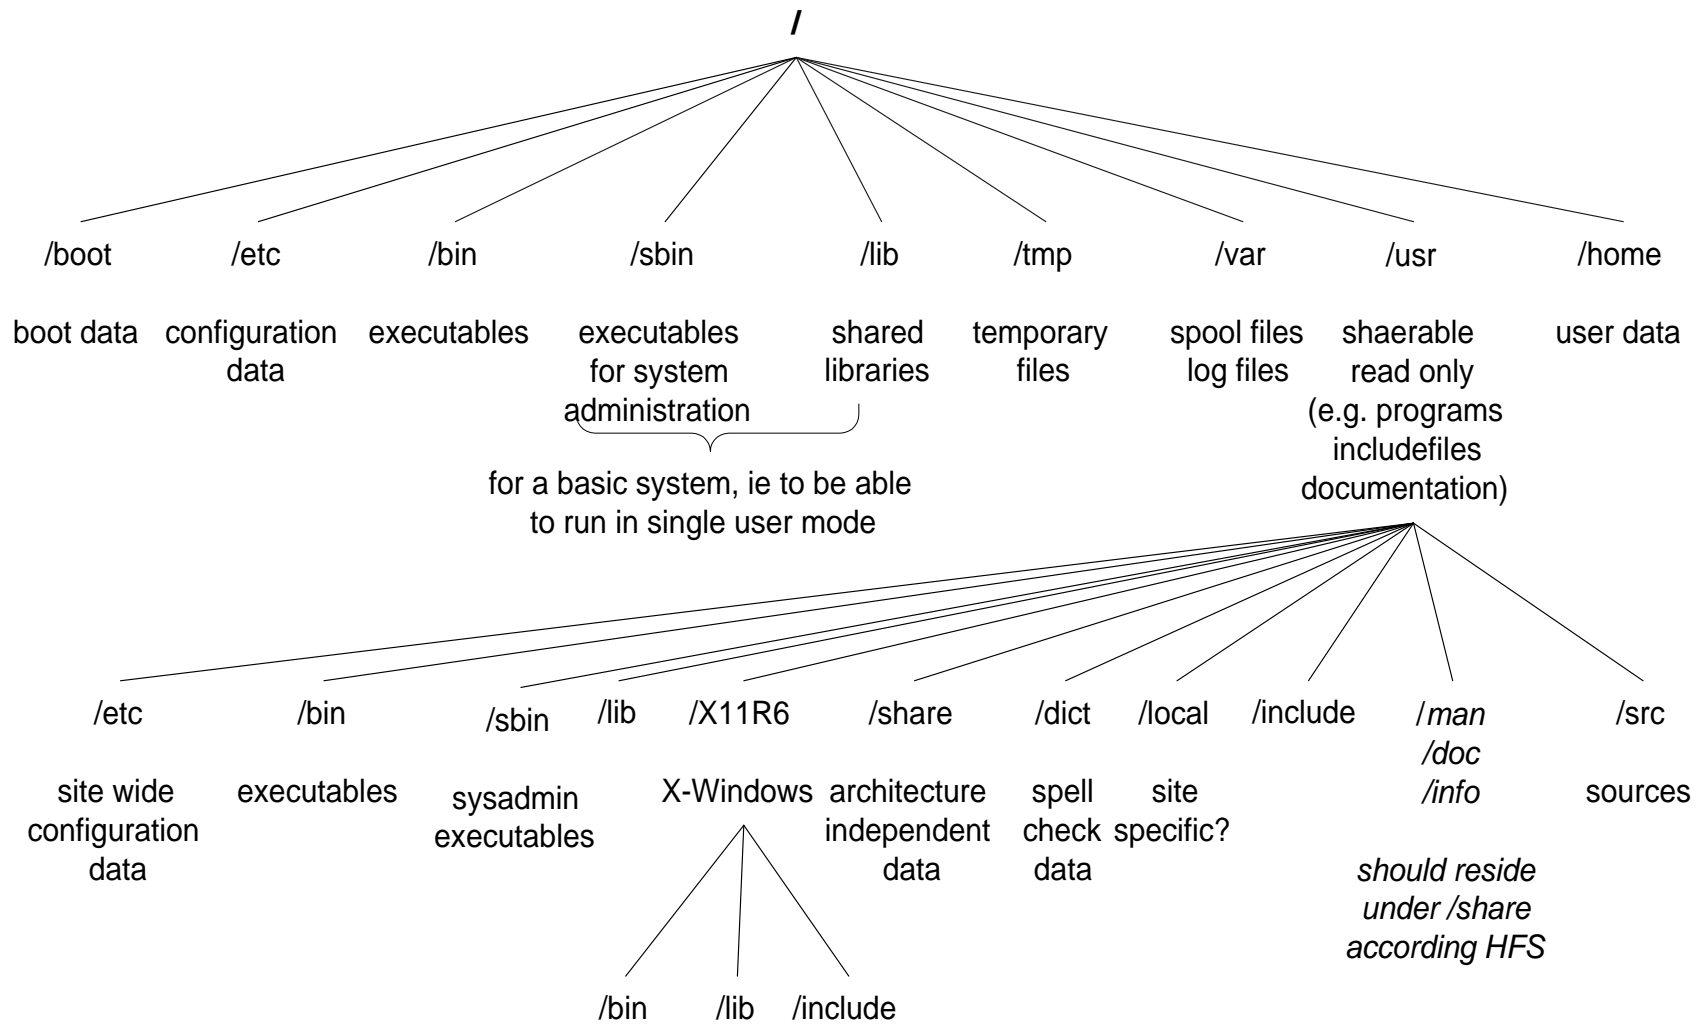 /
/boot /etc /bin /sbin /lib /tmp /var /usr /home
boot data configuration executables executables shared temporary spool files shaerable user data
data for system libraries files log files read only
administration (e.g. programs
includefiles
documentation)
for a basic system, ie to be able
to run in single user mode
/etc /bin /sbin /lib /X11R6 /share /dict /local /include /man /src
/doc
/info
site wide executables sysadmin X-Windows architecture spell site sources
configuration executables independent check specific?
data data data
should reside
under /share
according HFS
/bin /lib /include